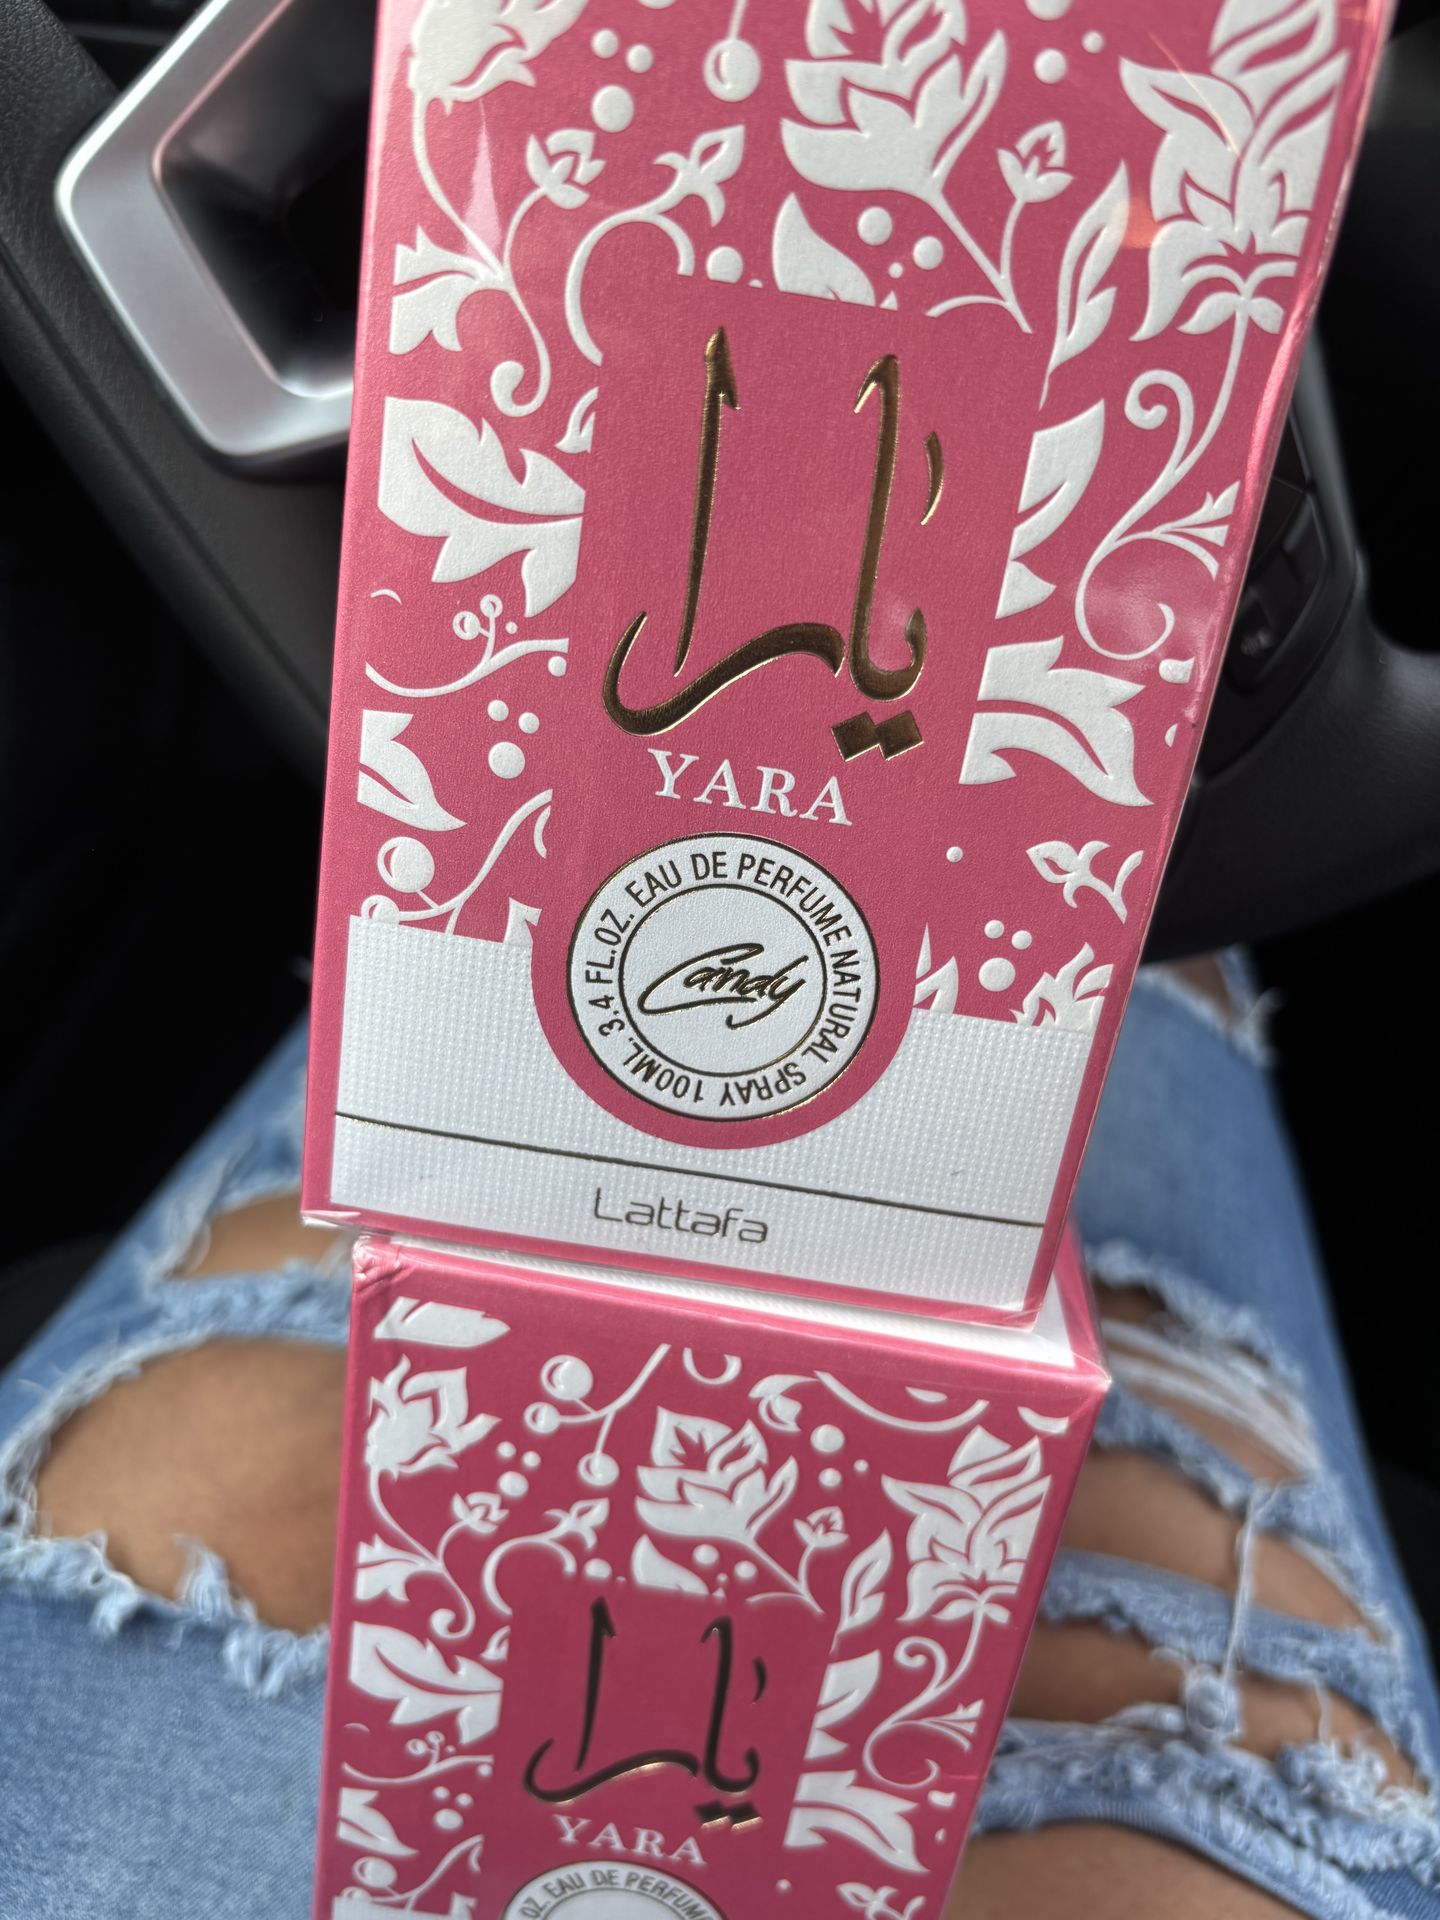 يارا
YARA
EAU DE PERFUME NATURAL SPRAY 100ML. 3.4 FL.OZ.
Candy
Lattafa
يارا
YARA
OZ. EAU DE PERFUME